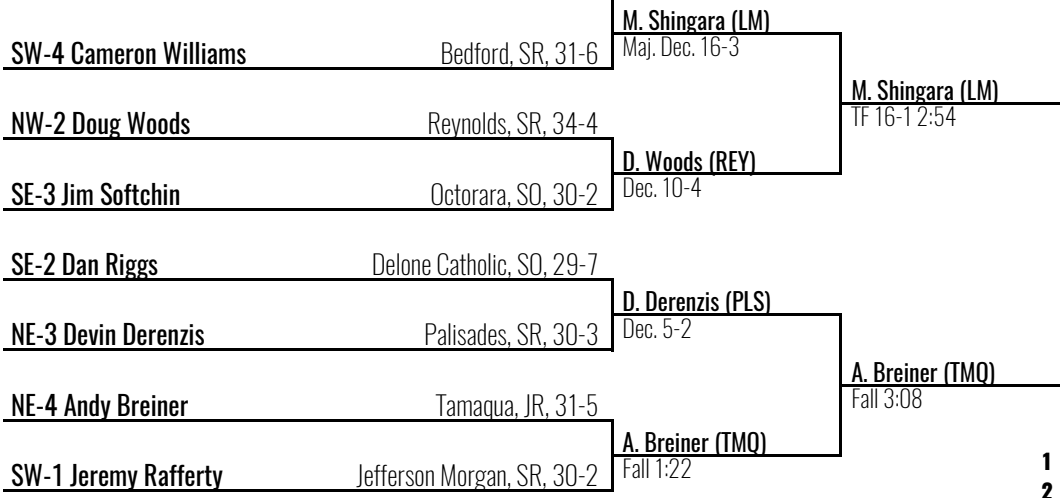 M. Shingara (LM)
SW-4 Cameron Williams Bedford, SR, 31-6 Maj. Dec. 16-3
M. Shingara (LM)
NW-2 Doug Woods Reynolds, SR, 34-4 TF 16-1 2:54
D. Woods (REY)
SE-3 Jim Softchin Octorara, SO, 30-2 Dec. 10-4
SE-2 Dan Riggs Delone Catholic, SO, 29-7
D. Derenzis (PLS)
NE-3 Devin Derenzis Palisades, SR, 30-3 Dec. 5-2
A. Breiner (TMQ)
NE-4 Andy Breiner Tamaqua, JR, 31-5 Fall 3:08
A. Breiner (TMQ)
SW-1 Jeremy Rafferty Jefferson Morgan, SR, 30-2 Fall 1:22
1
2